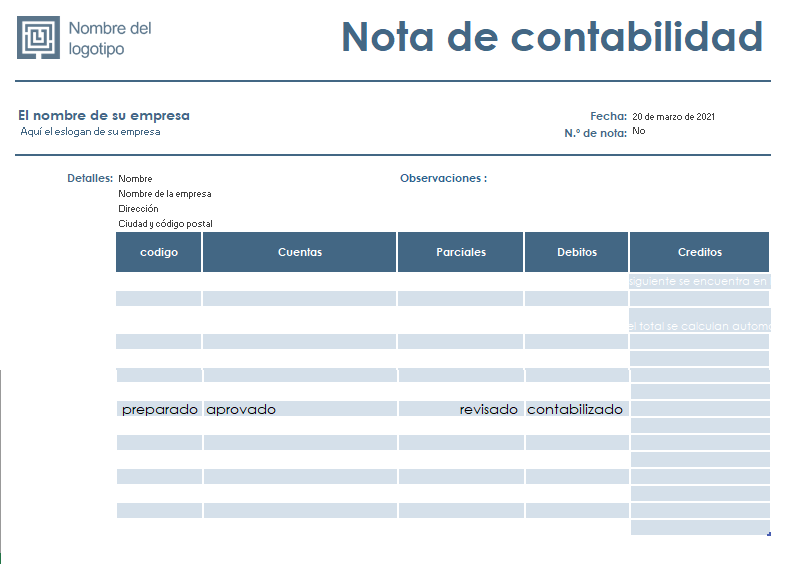 Nombre del
logotipo
Nota de contabilidad
El nombre de su empresa
Aquí el eslogan de su empresa
Fecha: 20 de marzo de 2021
N.º de nota: No
Detalles: Nombre
Nombre de la empresa
Dirección
Ciudad y código postal
Observaciones :
codigo Cuentas Parciales Debitos Creditos
siguiente se encuentra en
el total se calculan
preparado aprovado revisado contabilizado